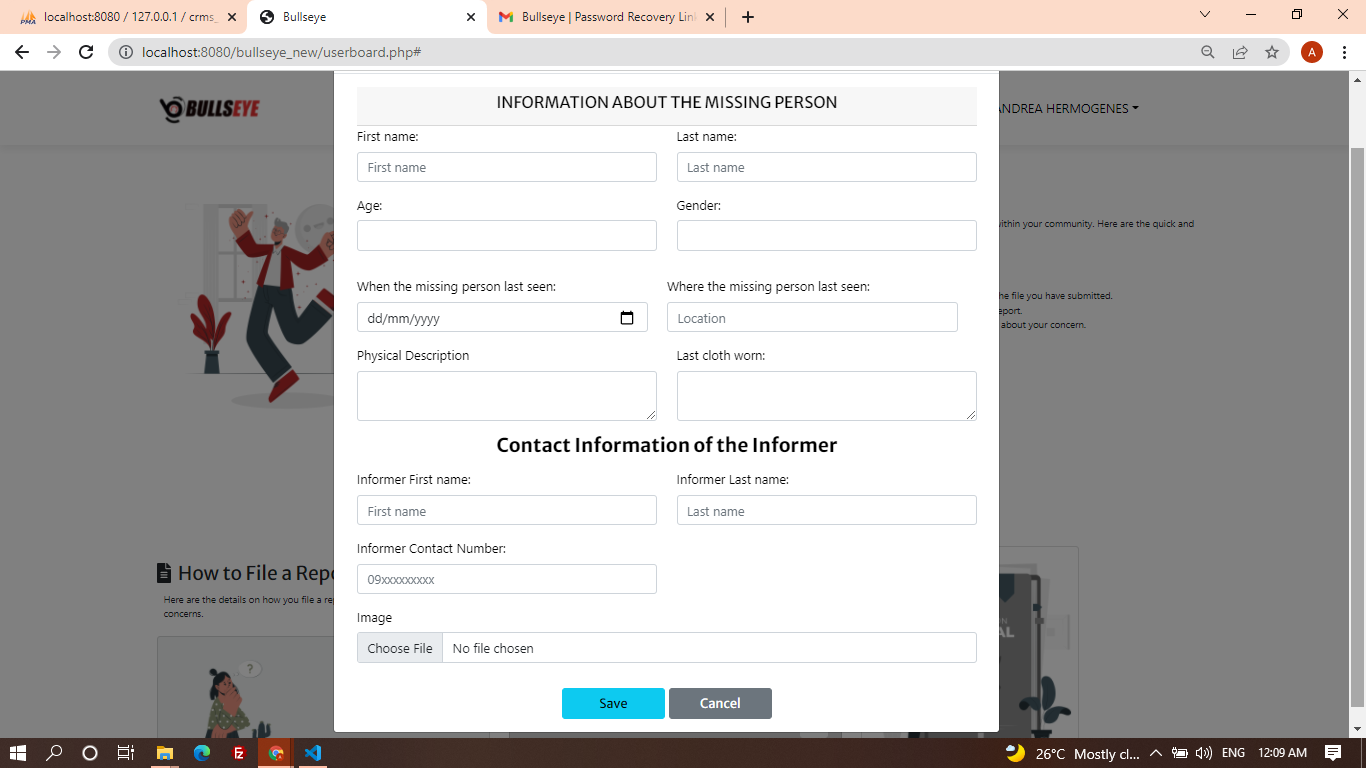 localhost:8080 / 127.0.0.1 / crms_
Bullseye
Bullseye | Password Recovery Lin
localhost:8080/bullseye_new/userboard.php#
A
BULLSEYE
ANDREA HERMOGENES
INFORMATION ABOUT THE MISSING PERSON
First name:
Last name:
First name
Last name
Age:
Gender:
within your community. Here are the quick and
When the missing person last seen:
Where the missing person last seen:
he file you have submitted.
dd/mm/yyyy
Location
eport.
about your concern.
Physical Description
Last cloth worn:
Contact Information of the Informer
Informer First name:
Informer Last name:
First name
Last name
Informer Contact Number:
How to File a Repo
09xxxxxxxxx
Here are the details on how you file a re
concerns.
Image
Choose File
No file chosen
?
Save
Cancel
26°C Mostly cl...
ENG
12:09 AM